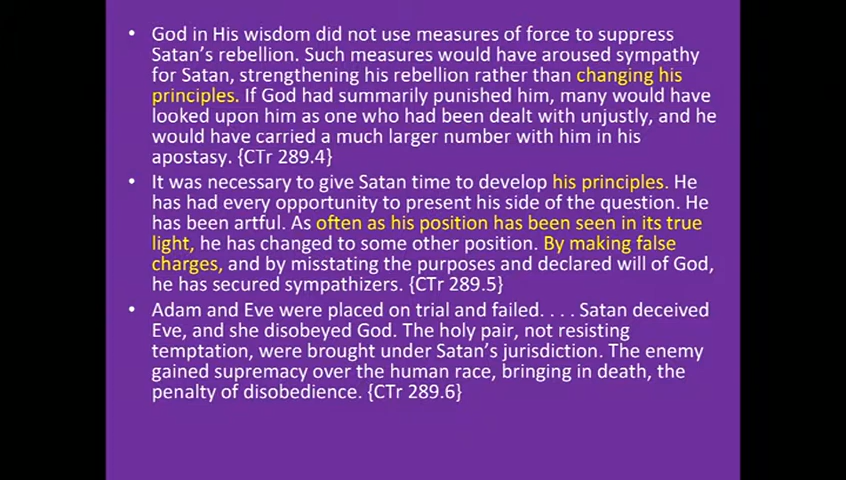 • God in His wisdom did not use measures of force to suppress
Satan's rebellion. Such measures would have aroused sympathy
for Satan, strengthening his rebellion rather than changing his
principles. If God had summarily punished him, many would have
looked upon him as one who had been dealt with unjustly, and he
would have carried a much larger number with him in his
apostasy. {CTr 289.4}
• It was necessary to give Satan time to develop his principles. He
has had every opportunity to present his side of the question. He
has been artful. As often as his position has been seen in its true
light, he has changed to some other position. By making false
charges, and by misstating the purposes and declared will of God,
he has secured sympathizers. {CTr 289.5}
• Adam and Eve were placed on trial and failed. . . . Satan deceived
Eve, and she disobeyed God. The holy pair, not resisting
temptation, were brought under Satan's jurisdiction. The enemy
gained supremacy over the human race, bringing in death, the
penalty of disobedience. {CTr 289.6}